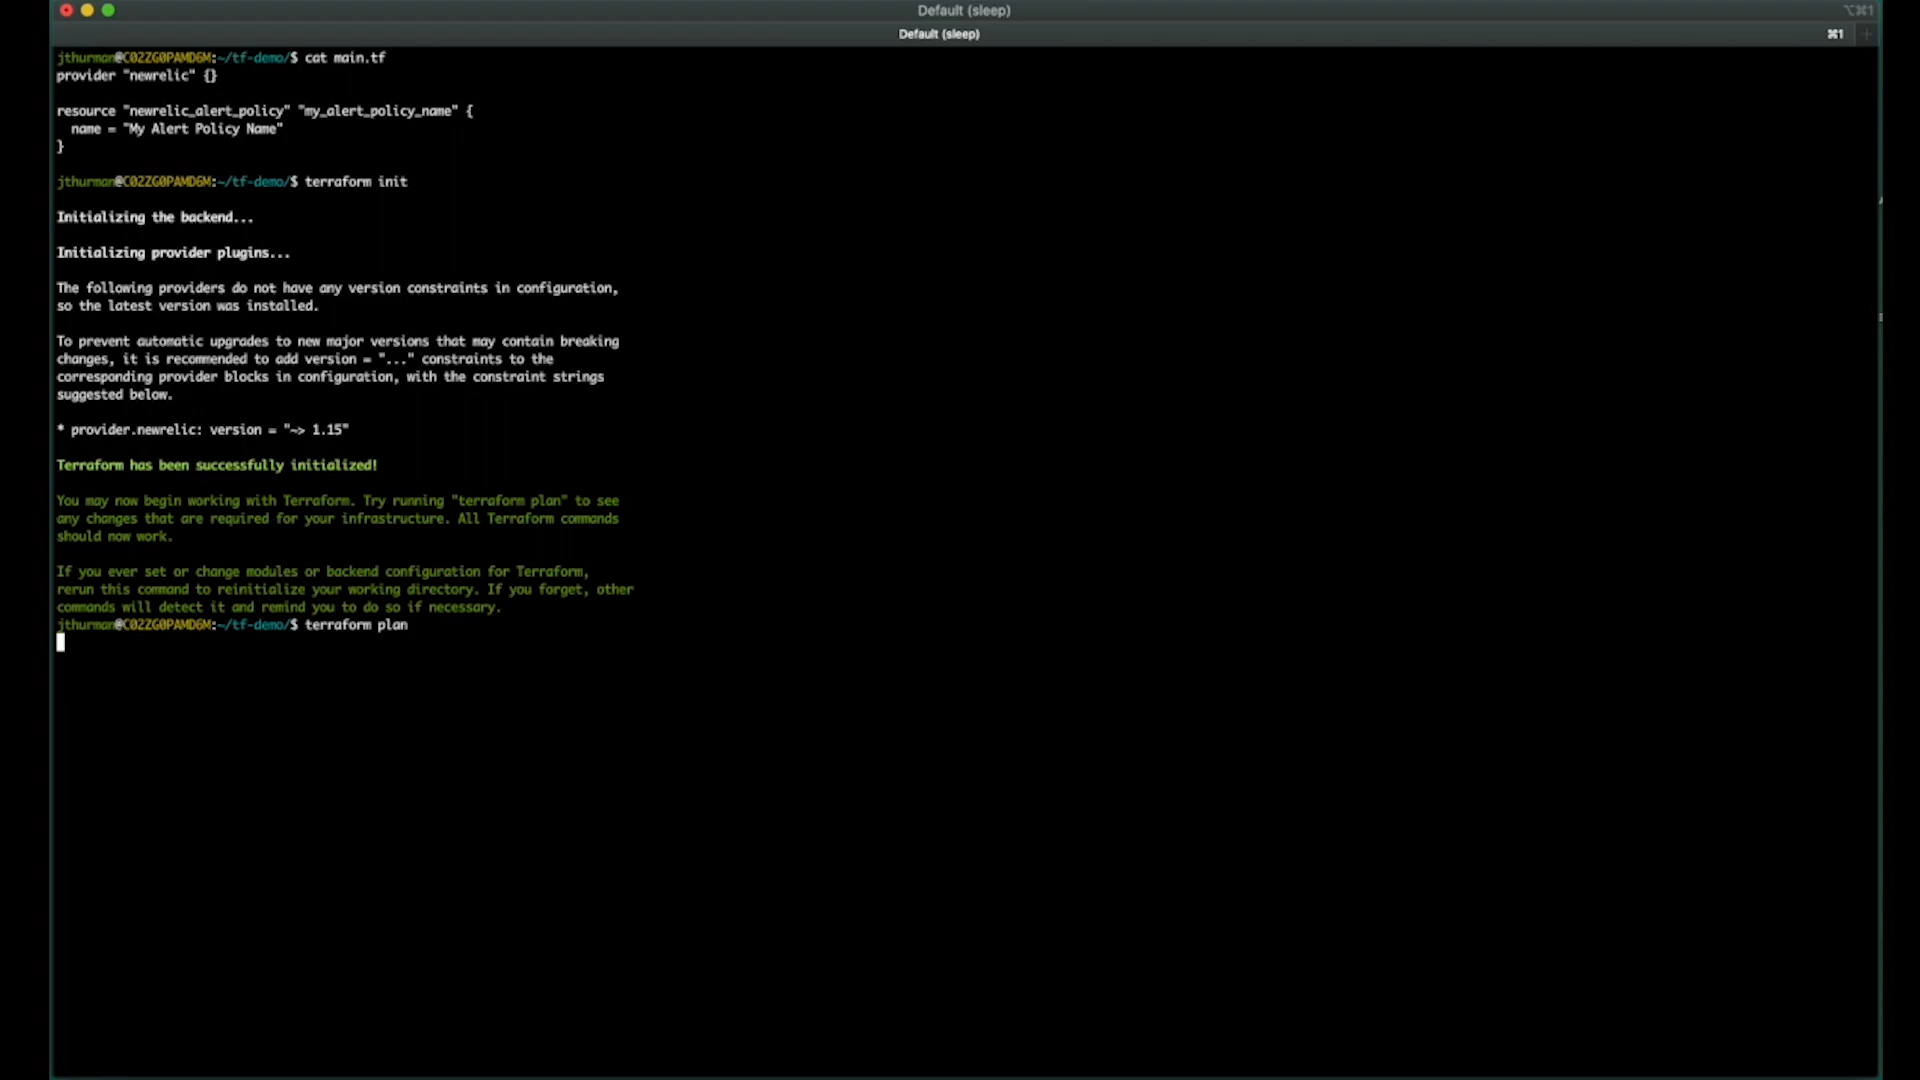 Default (sleep)
⌥⌘1
Default (sleep)
⌘1
jthurman@C02ZG0PAMD6M:~/tf-demo/$ cat main.tf
provider "newrelic" {}
resource "newrelic_alert_policy" "my_alert_policy_name" {
name = "My Alert Policy Name"
}
jthurman@C02ZG0PAMD6M:~/tf-demo/$ terraform init
Initializing the backend...
Initializing provider plugins...
The following providers do not have any version constraints in configuration,
so the latest version was installed.
To prevent automatic upgrades to new major versions that may contain breaking
changes, it is recommended to add version = "..." constraints to the
corresponding provider blocks in configuration, with the constraint strings
suggested below.
* provider.newrelic: version = "~> 1.15"
Terraform has been successfully initialized!
You may now begin working with Terraform. Try running "terraform plan" to see
any changes that are required for your infrastructure. All Terraform commands
should now work.
If you ever set or change modules or backend configuration for Terraform,
rerun this command to reinitialize your working directory. If you forget, other
commands will detect it and remind you to do so if necessary.
jthurman@C02ZG0PAMD6M:~/tf-demo/$ terraform plan